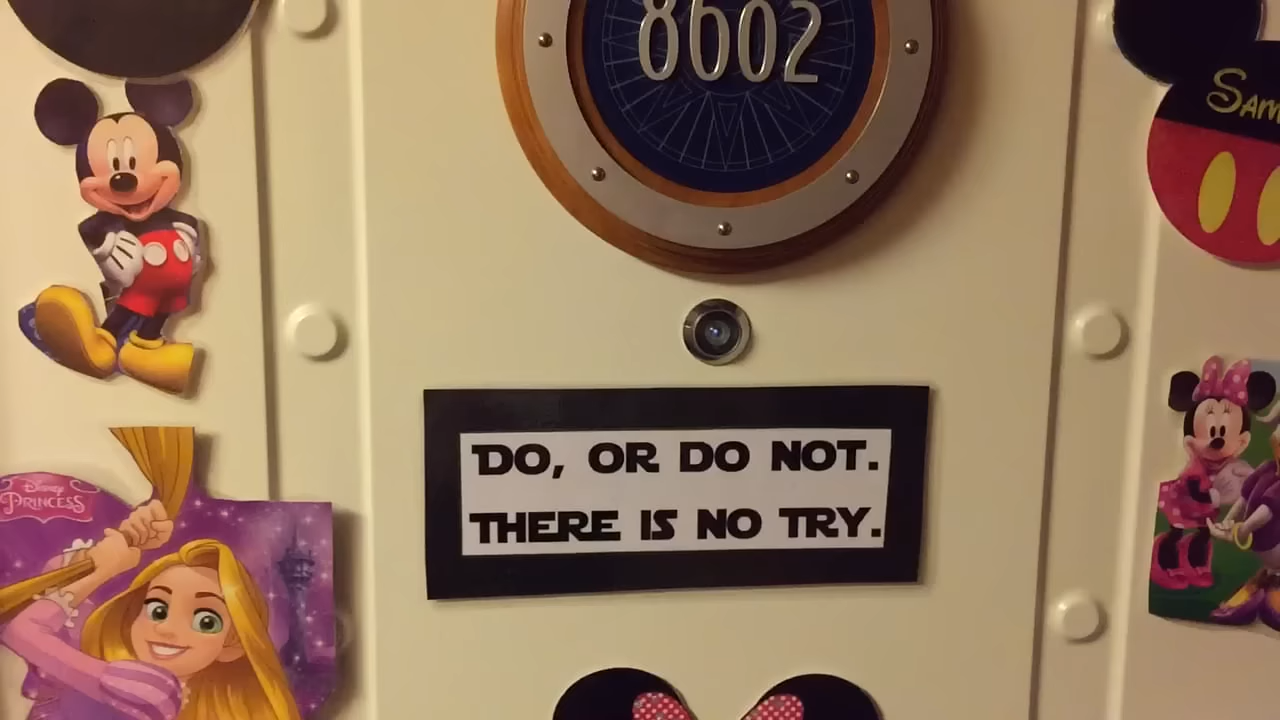 8602
Disney
PRINCESS
DO, OR DO NOT.
THERE IS NO TRY.